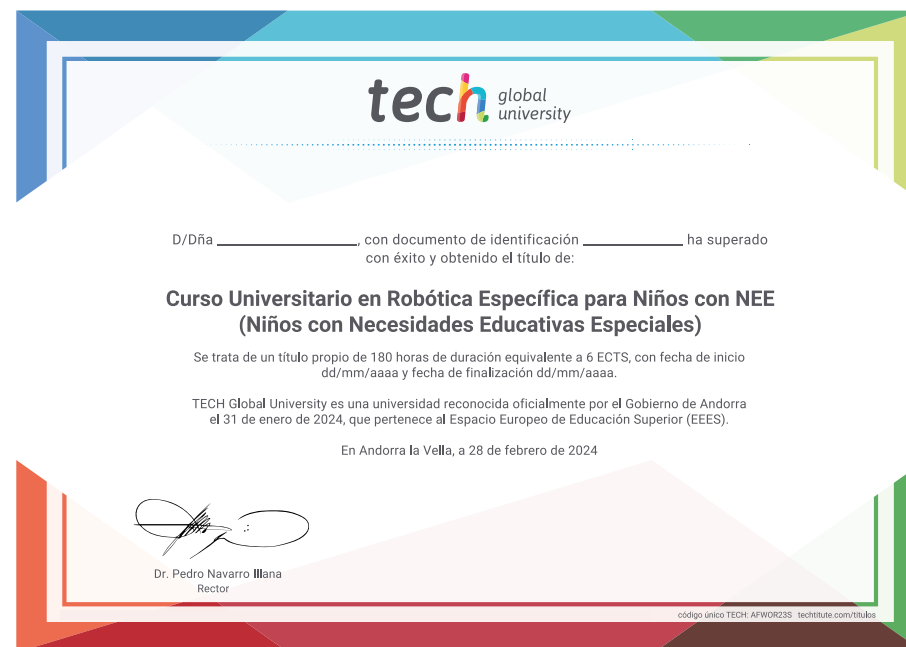 tech global
university
D/Dña ____________________, con documento de identificación ______________ ha superado
con éxito y obtenido el título de:
Curso Universitario en Robótica Específica para Niños con NEE
(Niños con Necesidades Educativas Especiales)
Se trata de un título propio de 180 horas de duración equivalente a 6 ECTS, con fecha de inicio
dd/mm/aaaa y fecha de finalización dd/mm/aaaa.
TECH Global University es una universidad reconocida oficialmente por el Gobierno de Andorra
el 31 de enero de 2024, que pertenece al Espacio Europeo de Educación Superior (EEES).
En Andorra la Vella, a 28 de febrero de 2024
Dr. Pedro Navarro Illana
Rector
código único TECH: AFWOR23S techtitute.com/titulos